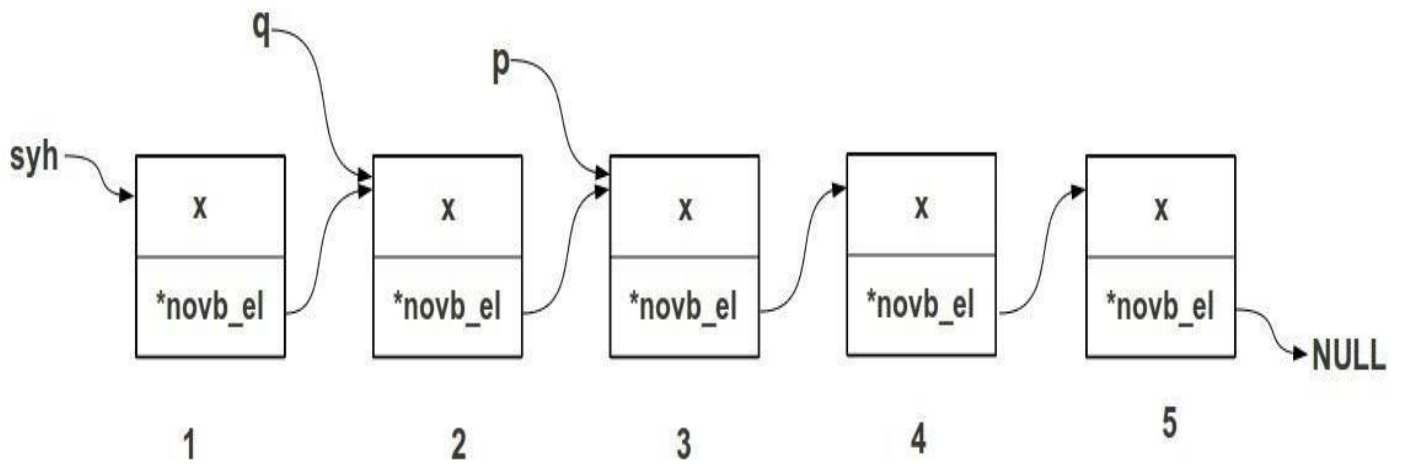 q
p
syh
x x x x x
*novb_el *novb_el *novb_el *novb_el *novb_el
NULL
1 2 3 4 5